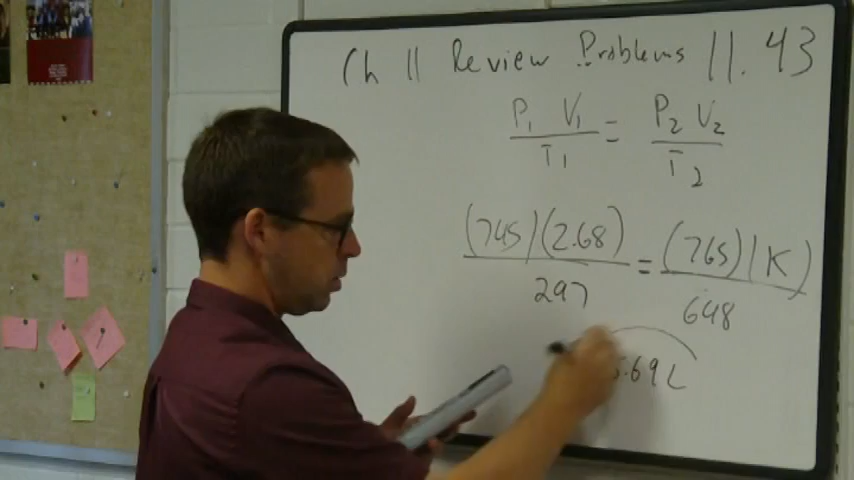 Ch 11 Review Problems 11.43
P₁ V₁ / T₁ = P₂ V₂ / T₂
(745)(2.68) / 297 = (765)(K) / 648
5.69 L